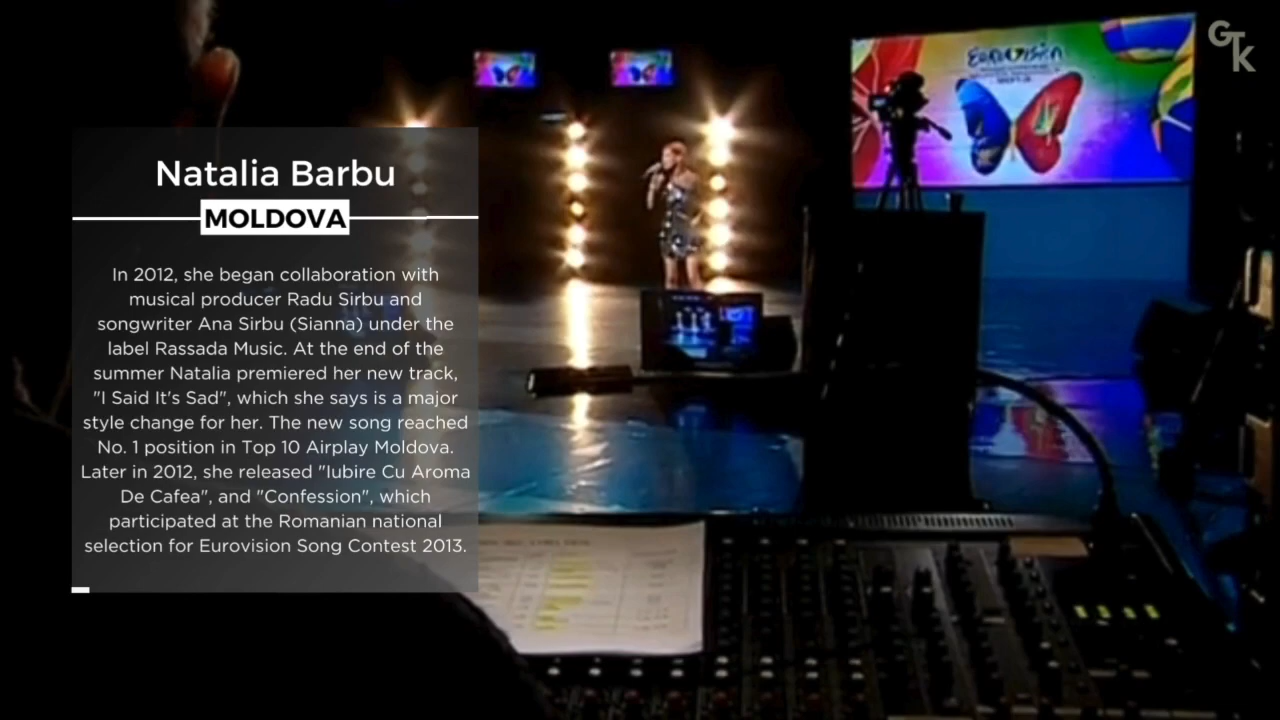 GTK
EUROVISION
Natalia Barbu
MOLDOVA
In 2012, she began collaboration with
musical producer Radu Sirbu and
songwriter Ana Sirbu (Sianna) under the
label Rassada Music. At the end of the
summer Natalia premiered her new track,
"I Said It's Sad", which she says is a major
style change for her. The new song reached
No. 1 position in Top 10 Airplay Moldova.
Later in 2012, she released "Iubire Cu Aroma
De Cafea", and "Confession", which
participated at the Romanian national
selection for Eurovision Song Contest 2013.